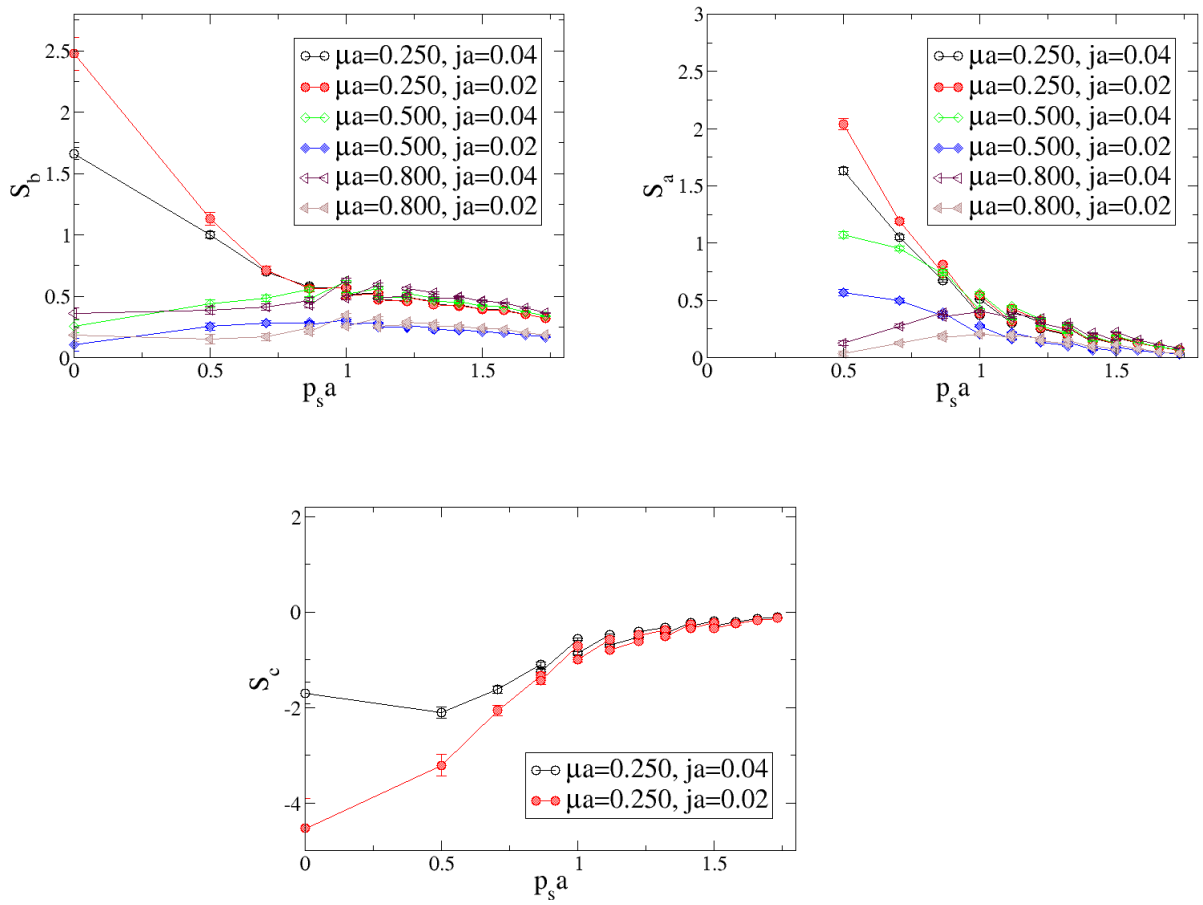 2.5
2
1.5
1
0.5
0
S_b
μa=0.250, ja=0.04
μa=0.250, ja=0.02
μa=0.500, ja=0.04
μa=0.500, ja=0.02
μa=0.800, ja=0.04
μa=0.800, ja=0.02
0 0.5 1 1.5
p_s a
3
2.5
2
1.5
1
0.5
0
S_a
μa=0.250, ja=0.04
μa=0.250, ja=0.02
μa=0.500, ja=0.04
μa=0.500, ja=0.02
μa=0.800, ja=0.04
μa=0.800, ja=0.02
0 0.5 1 1.5
p_s a
2
0
-2
-4
S_c
μa=0.250, ja=0.04
μa=0.250, ja=0.02
0 0.5 1 1.5
p_s a